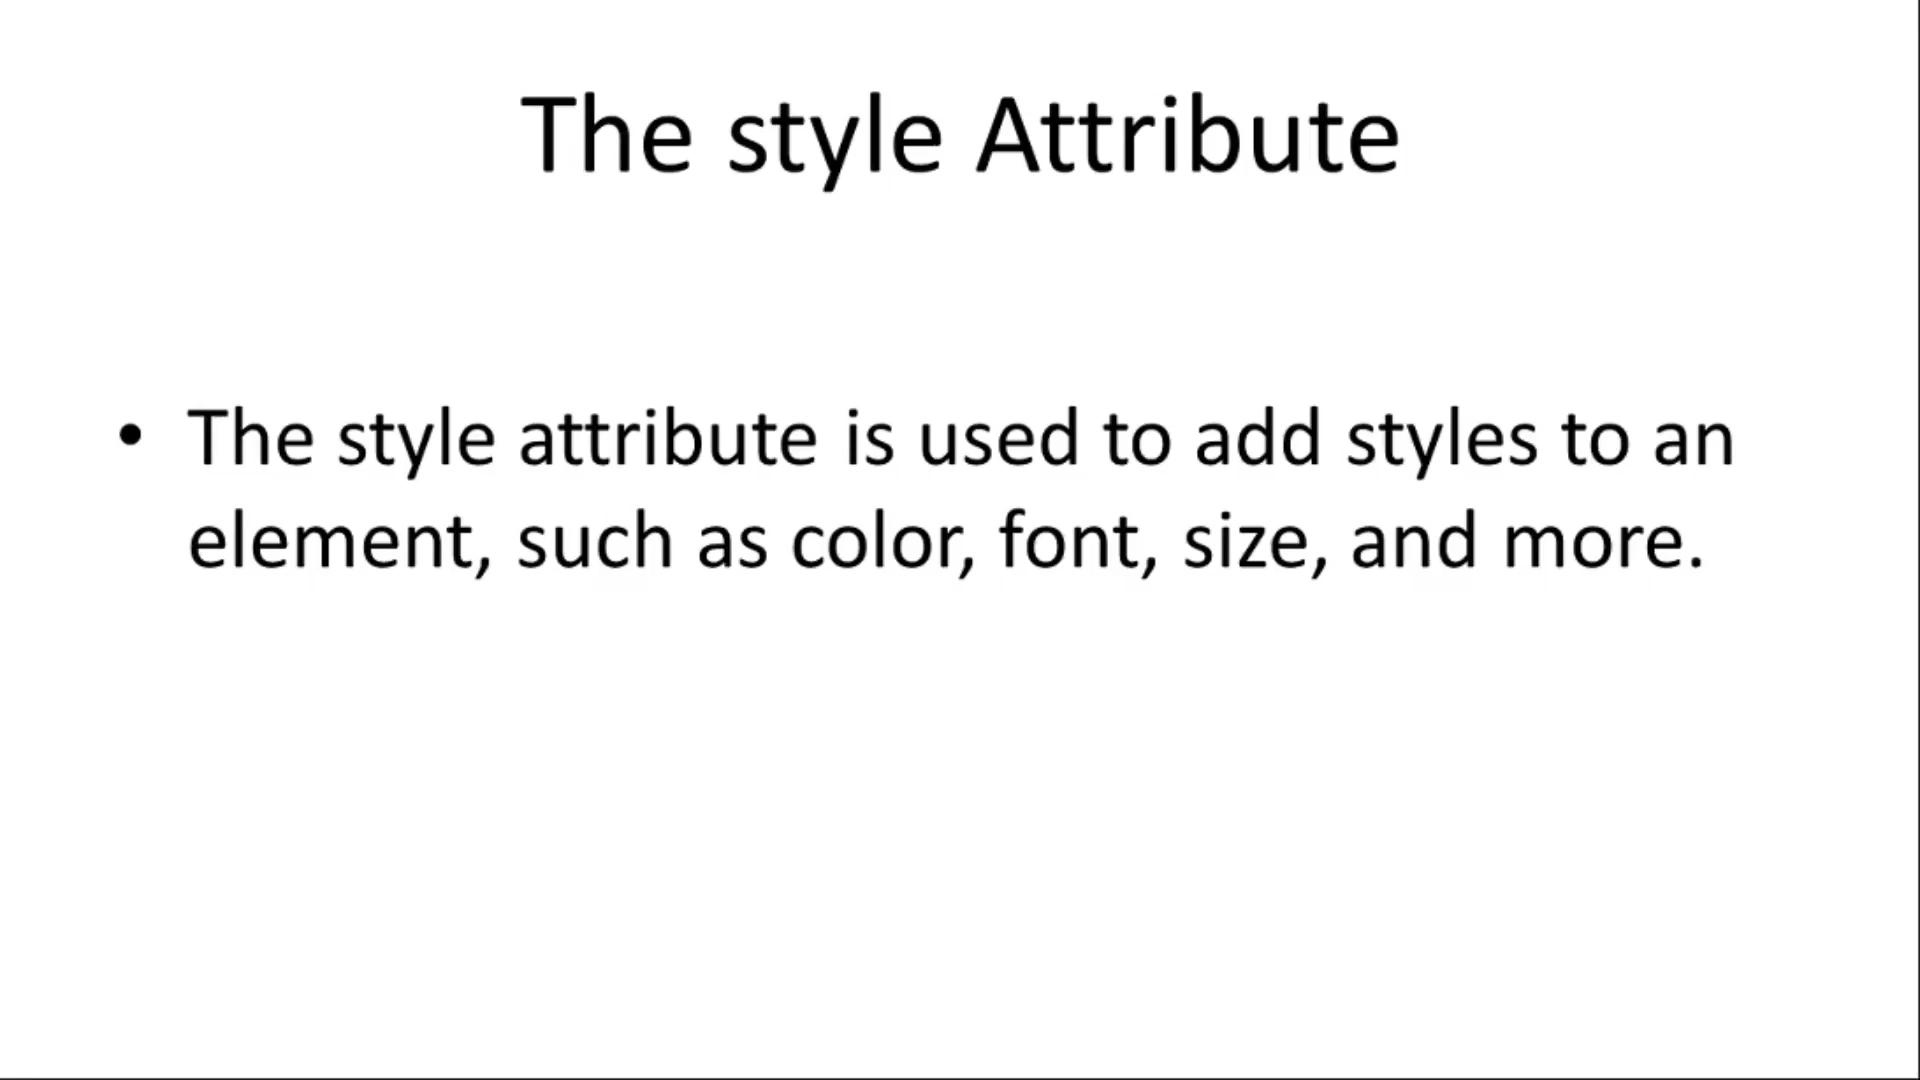 The style Attribute
• The style attribute is used to add styles to an
element, such as color, font, size, and more.